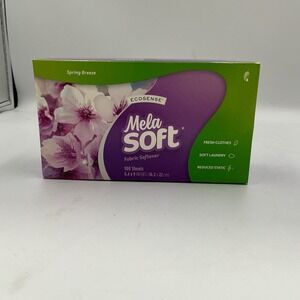 Spring Breeze
ECOSENSE®
Mela
Soft®
Fabric Softener
100 Sheets
FRESH CLOTHES
SOFT LAUNDRY
REDUCED STATIC